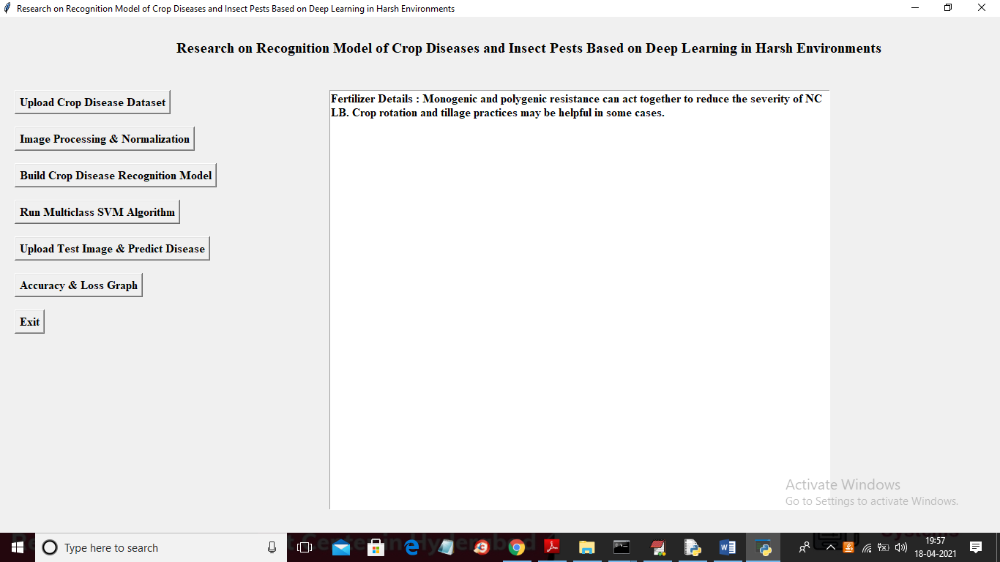 Research on Recognition Model of Crop Diseases and Insect Pests Based on Deep Learning in Harsh Environments
Research on Recognition Model of Crop Diseases and Insect Pests Based on Deep Learning in Harsh Environments
Upload Crop Disease Dataset
Image Processing & Normalization
Build Crop Disease Recognition Model
Run Multiclass SVM Algorithm
Upload Test Image & Predict Disease
Accuracy & Loss Graph
Exit
Fertilizer Details : Monogenic and polygenic resistance can act together to reduce the severity of NC
LB. Crop rotation and tillage practices may be helpful in some cases.
Activate Windows
Go to Settings to activate Windows.
Type here to search
19:57
18-04-2021